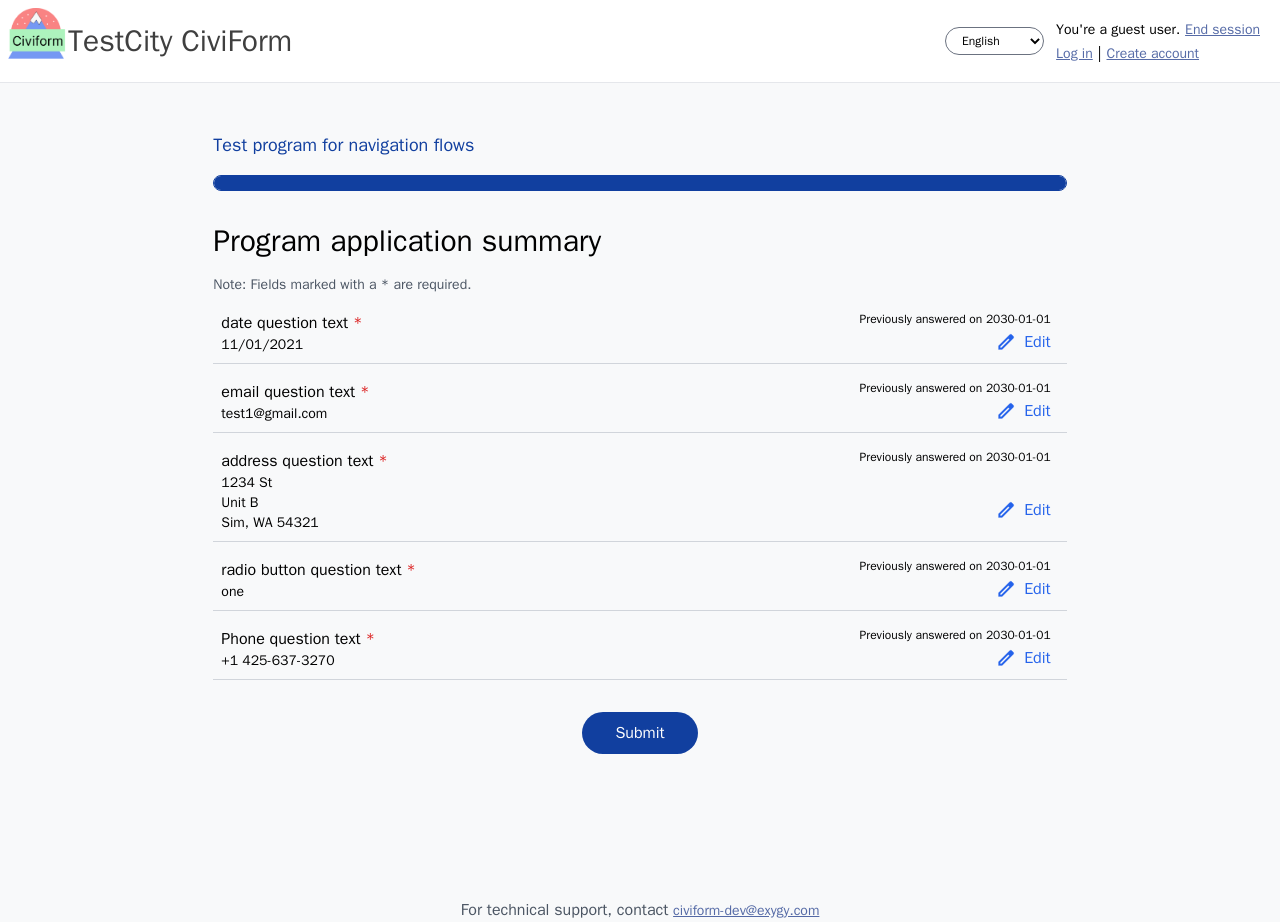 Civiform
TestCity CiviForm
English
You're a guest user. End session
Log in | Create account
Test program for navigation flows
Program application summary
Note: Fields marked with a * are required.
date question text *
Previously answered on 2030-01-01
11/01/2021
Edit
email question text *
Previously answered on 2030-01-01
test1@gmail.com
Edit
address question text *
Previously answered on 2030-01-01
1234 St
Unit B
Edit
Sim, WA 54321
radio button question text *
Previously answered on 2030-01-01
one
Edit
Phone question text *
Previously answered on 2030-01-01
+1 425-637-3270
Edit
Submit
For technical support, contact civiform-dev@exygy.com